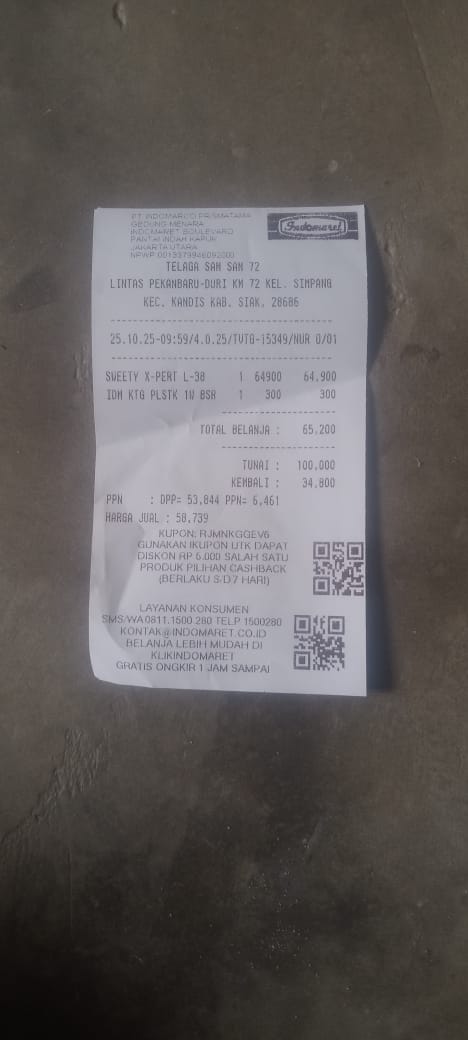 PT INDOMARCO PRISMATAMA
GEDUNG MENARA
INDOMARET BOULEVARD
PANTAI INDAH KAPUK
JAKARTA UTARA
NPWP:0013379946092000
Indomaret
TELAGA SAM SAM 72
LINTAS PEKANBARU-DURI KM 72 KEL. SIMPANG
KEC. KANDIS KAB. SIAK, 28686
25.10.25-09:59/4.0.25/TVTG-15349/NUR O/01
SWEETY X-PERT L-38 1 64900 64,900
IDM KTG PLSTK 1W BSR 1 300 300
TOTAL BELANJA : 65,200
TUNAI : 100,000
KEMBALI : 34,800
PPN : DPP= 53,844 PPN= 6,461
HARGA JUAL : 58,739
KUPON: RJMNKGGEV6
GUNAKAN IKUPON UTK DAPAT
DISKON RP 5.000 SALAH SATU
PRODUK PILIHAN CASHBACK
(BERLAKU S/D 7 HARI)
LAYANAN KONSUMEN
SMS/WA 0811.1500.280 TELP 1500280
KONTAK@INDOMARET.CO.ID
BELANJA LEBIH MUDAH DI
KLIKINDOMARET
GRATIS ONGKIR 1 JAM SAMPAI